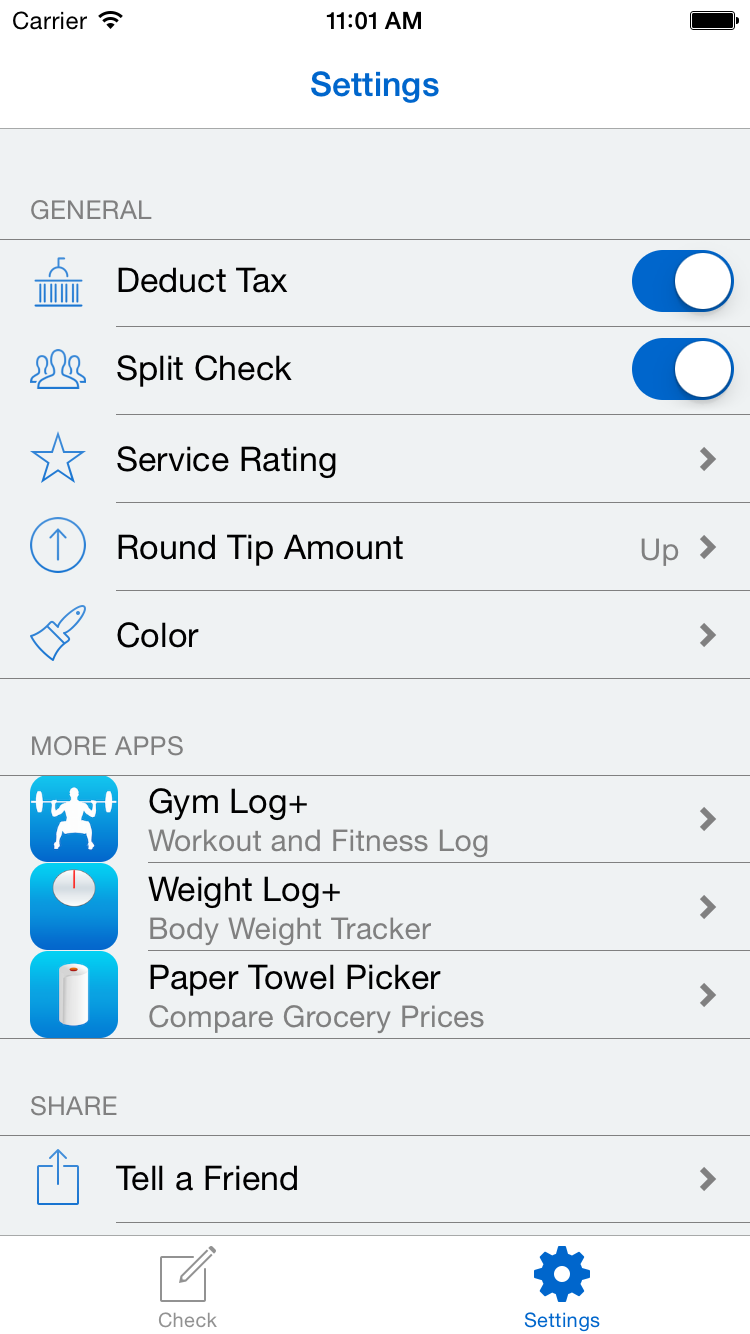 Carrier 11:01 AM
Settings
GENERAL
Deduct Tax
Split Check
Service Rating
Round Tip Amount Up
Color
MORE APPS
Gym Log+
Workout and Fitness Log
Weight Log+
Body Weight Tracker
Paper Towel Picker
Compare Grocery Prices
SHARE
Tell a Friend
Check Settings